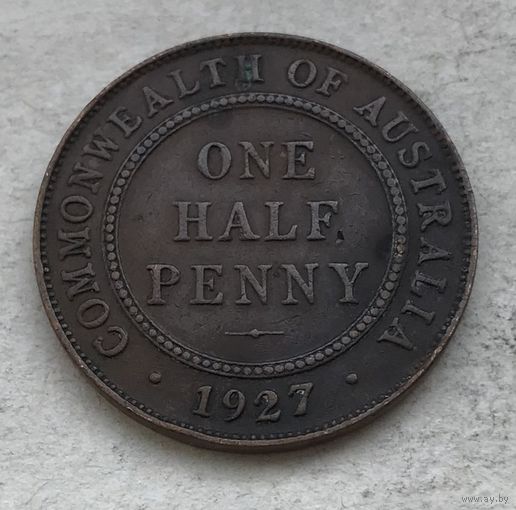 COMMONWEALTH OF AUSTRALIA
ONE
HALF
PENNY
· 1927 ·
www.ay.by